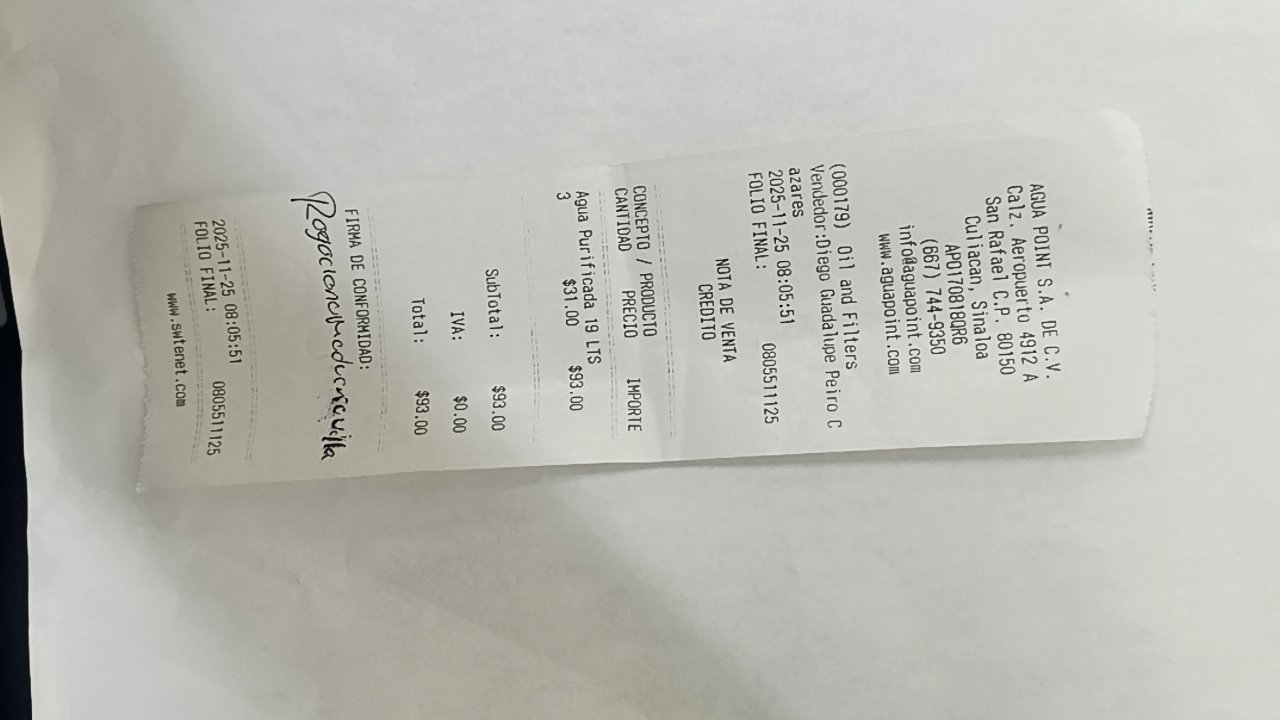 AGUA POINT S.A. DE C.V.
Calz. Aeropuerto 4912 A
San Rafael C.P. 80150
Culiacan, Sinaloa
APO170818QR6
(667) 744-9350
info@aguapoint.com
www.aguapoint.com
(000179) Oil and Filters
Vendedor:Diego Guadalupe Peiro C
azares
2025-11-25 08:05:51
FOLIO FINAL: 0805511125
NOTA DE VENTA
CREDITO
CONCEPTO / PRODUCTO
CANTIDAD PRECIO IMPORTE
Agua Purificada 19 LTS
3 $31.00 $93.00
SubTotal: $93.00
IVA: $0.00
Total: $93.00
FIRMA DE CONFORMIDAD:
2025-11-25 08:05:51
FOLIO FINAL: 0805511125
www.swtenet.com